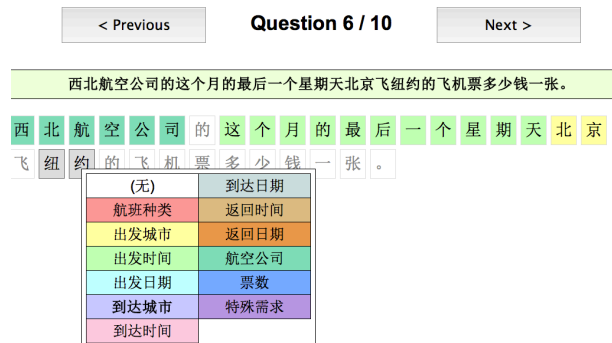 < Previous Question 6 / 10 Next >
西北航空公司的这个月的最后一个星期天北京飞纽约的飞机票多少钱一张。
西北航空公司的这个月的最后一个星期天北京
飞纽约的飞机票多少钱一张。
(无) 到达日期
航班种类 返回时间
出发城市 返回日期
出发时间 航空公司
出发日期 票数
到达城市 特殊需求
到达时间